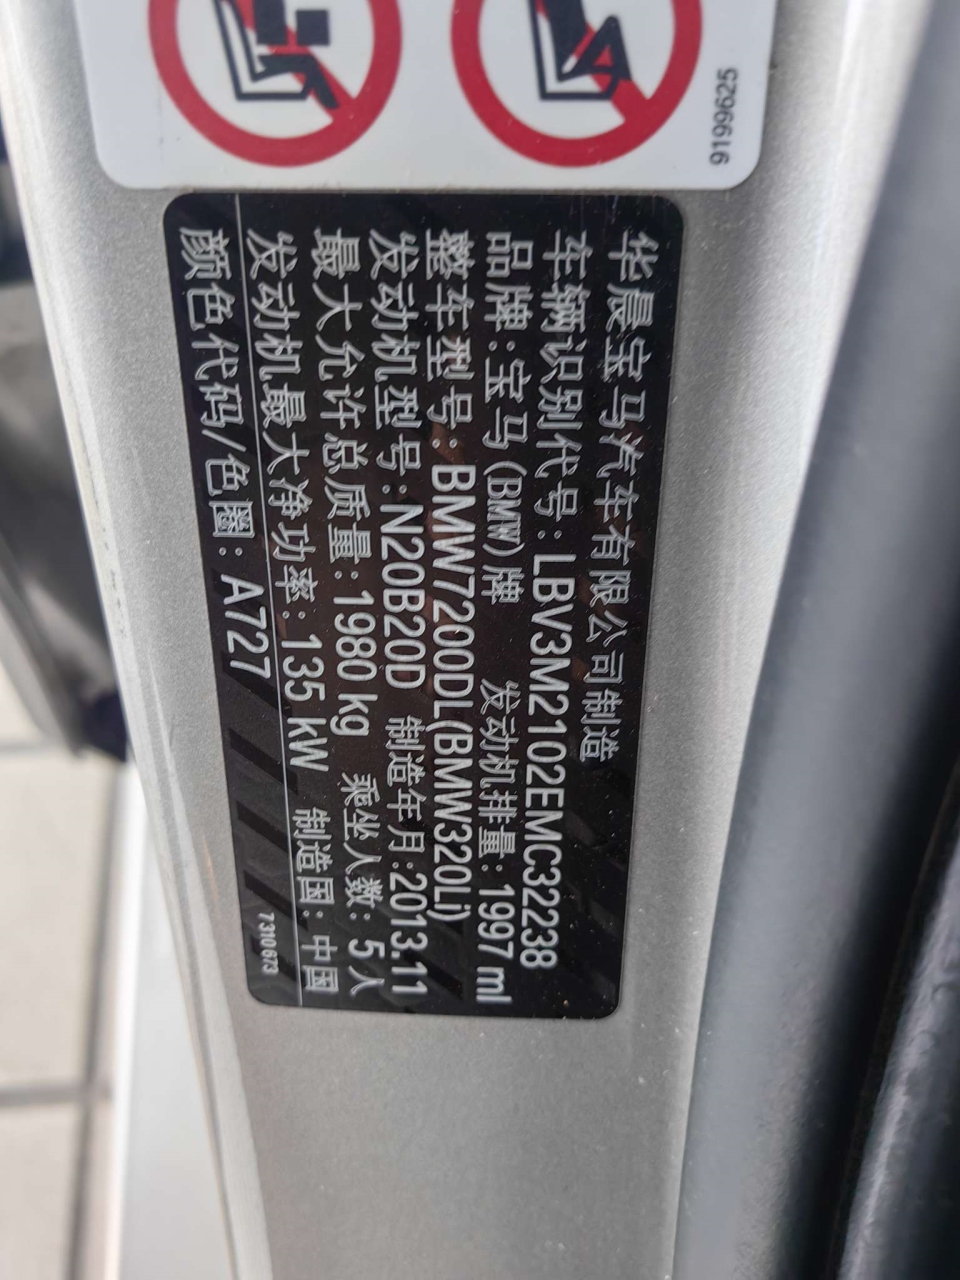 9199625
华晨宝马汽车有限公司制造
车辆识别代号：LBV3M2102EMC32238
品牌：宝马(BMW)牌 发动机排量：1997 ml
整车型号：BMW7200DL(BMW320Li)
发动机型号：N20B20D 制造年月：2013.11
最大允许总质量：1980 kg 乘坐人数：5人
发动机最大净功率：135 kW 制造国：中国
颜色代码/色圈：A727 7310673